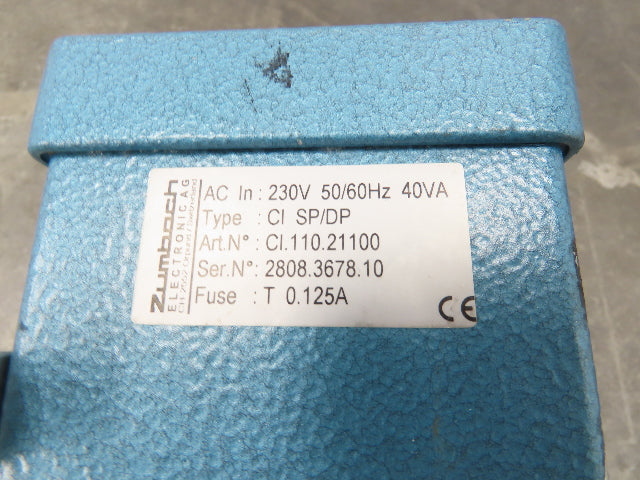 Zumbach
ELECTRONIC AG
AC In : 230V 50/60Hz 40VA
Type : CI SP/DP
Art.N° : CI.110.21100
Ser.N° : 2808.3678.10
Fuse : T 0.125A
CE